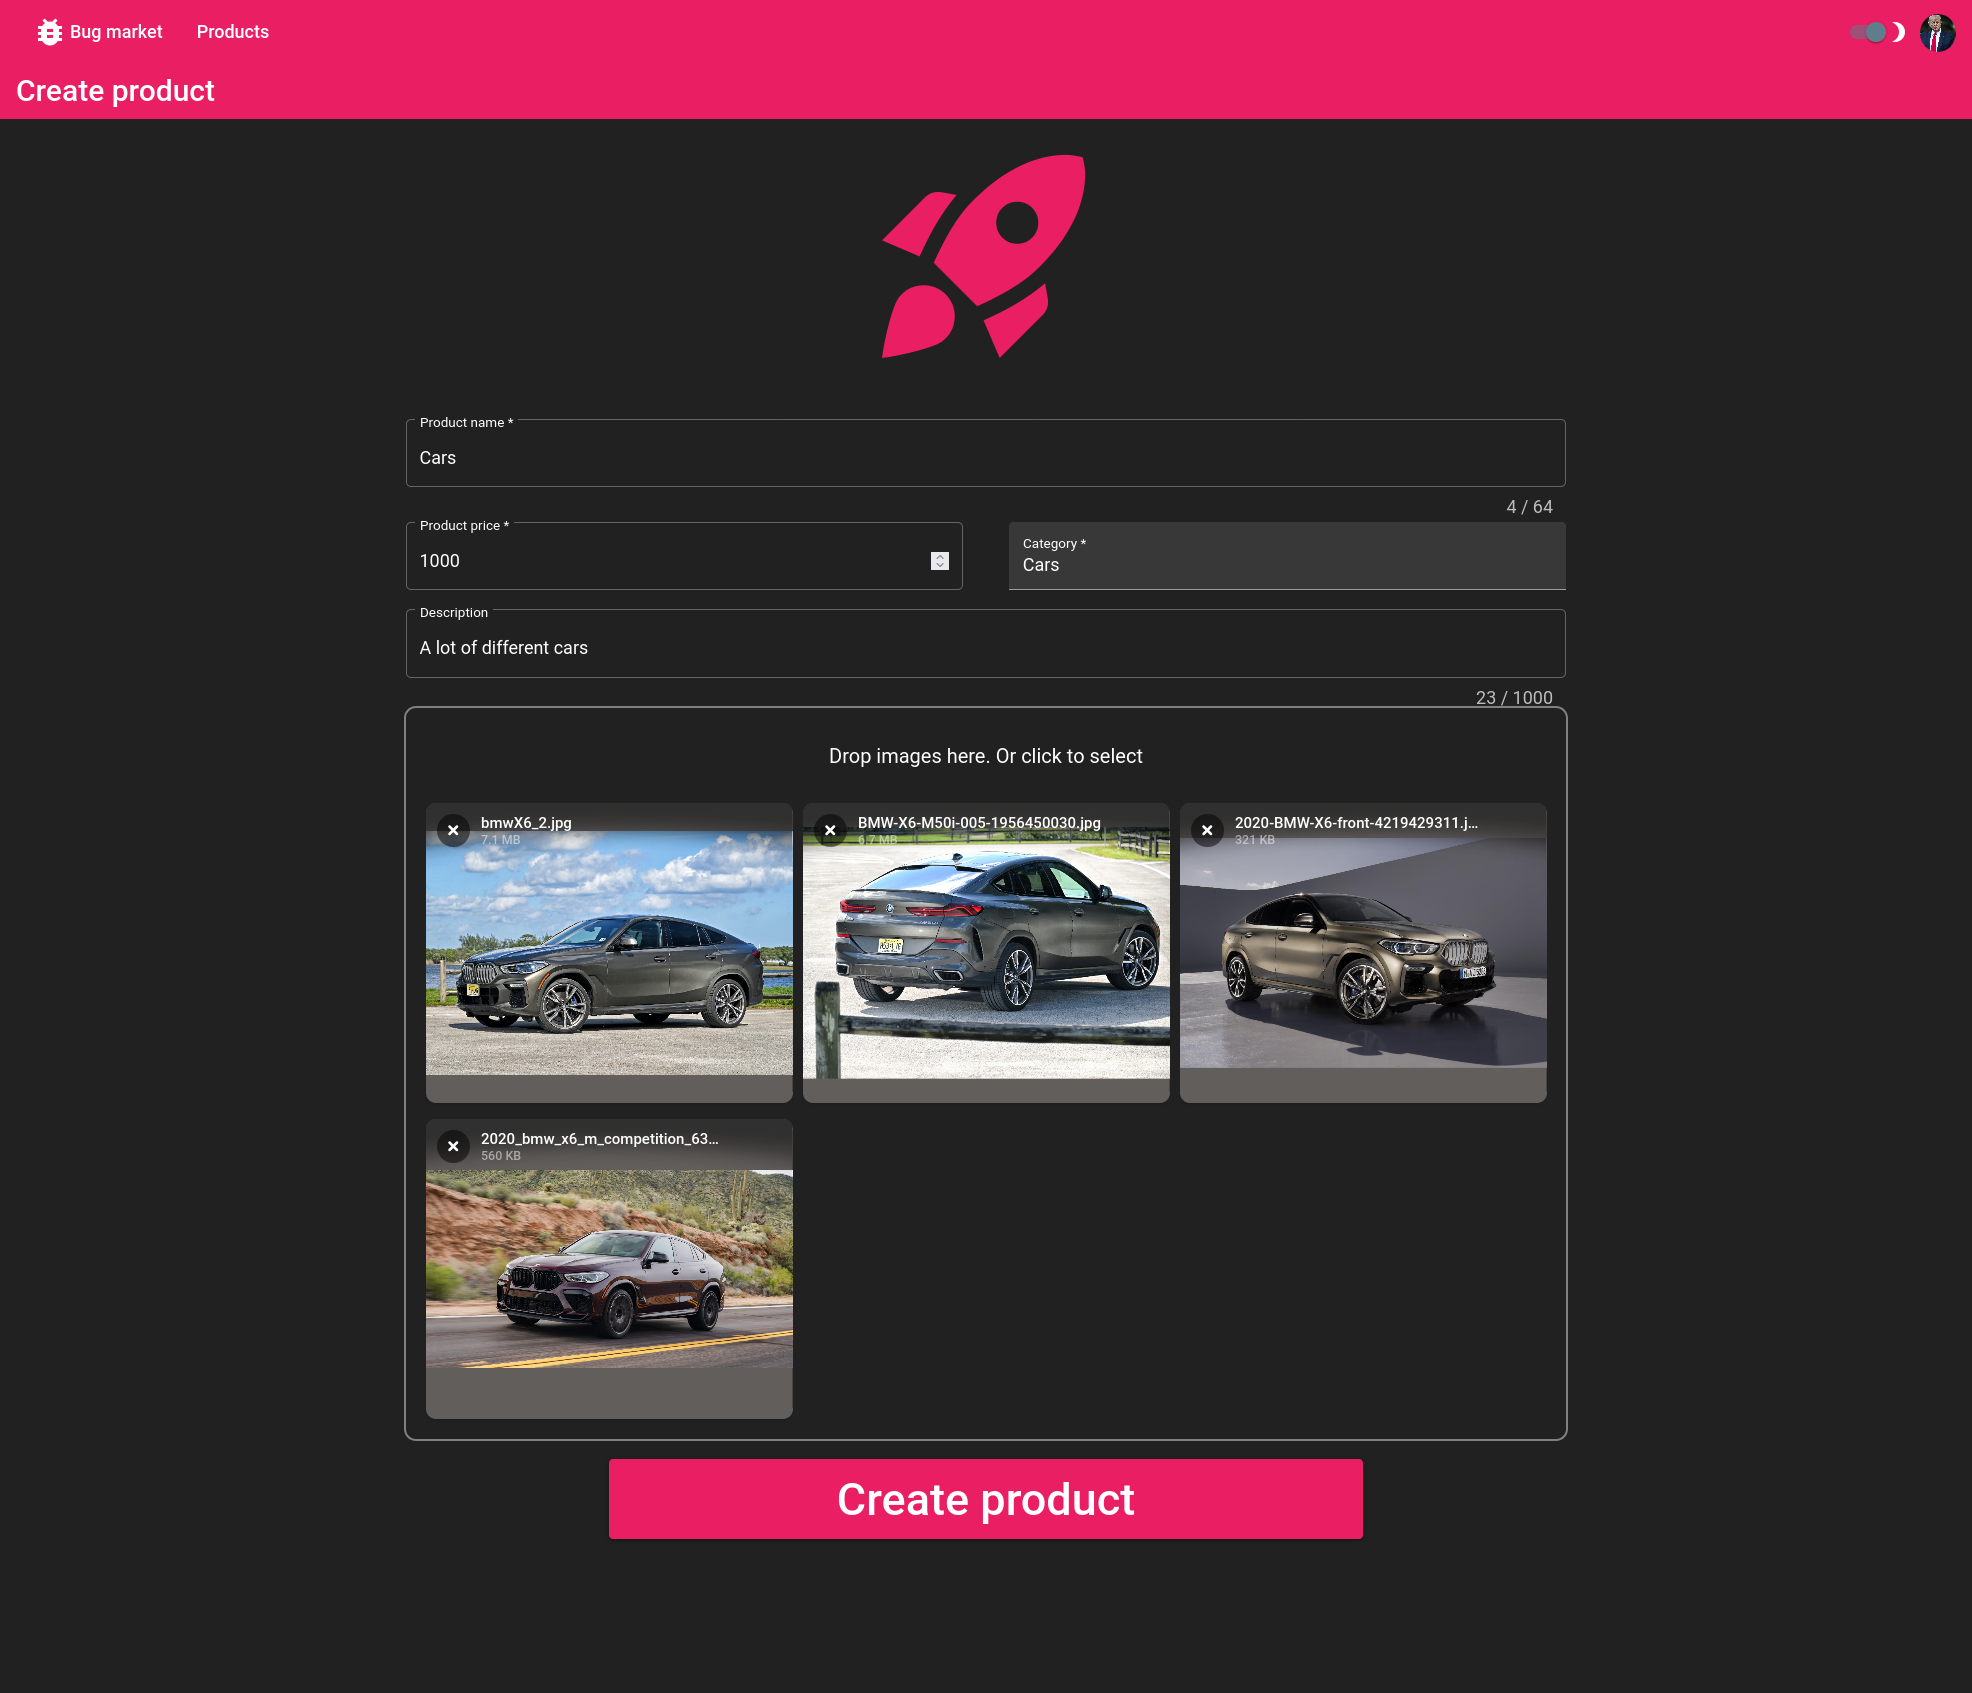 Bug market Products
Create product
Product name *
Cars
4 / 64
Product price *
1000
Category *
Cars
Description
A lot of different cars
23 / 1000
Drop images here. Or click to select
bmwX6_2.jpg
7.1 MB
BMW-X6-M50i-005-1956450030.jpg
6.7 MB
2020-BMW-X6-front-4219429311.j...
321 KB
2020_bmw_x6_m_competition_63...
560 KB
Create product